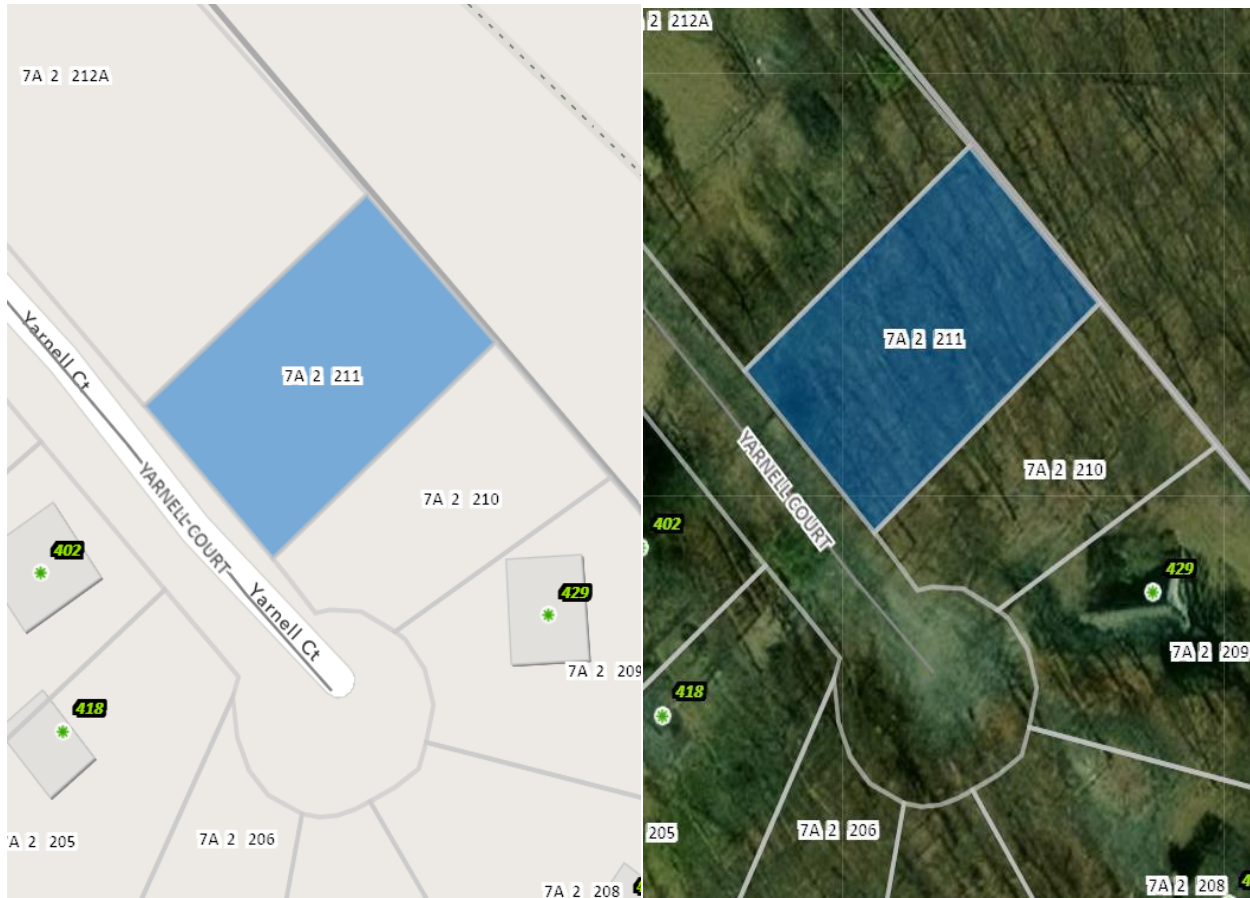 7A 2 212A
7A 2 211
Yarnell Ct
YARNELL COURT
Yarnell Ct
7A 2 210
402
429
7A 2 209
418
7A 2 205
7A 2 206
7A 2 208
2 212A
7A 2 211
YARNELL COURT
7A 2 210
402
429
7A 2 209
418
205
7A 2 206
7A 2 208